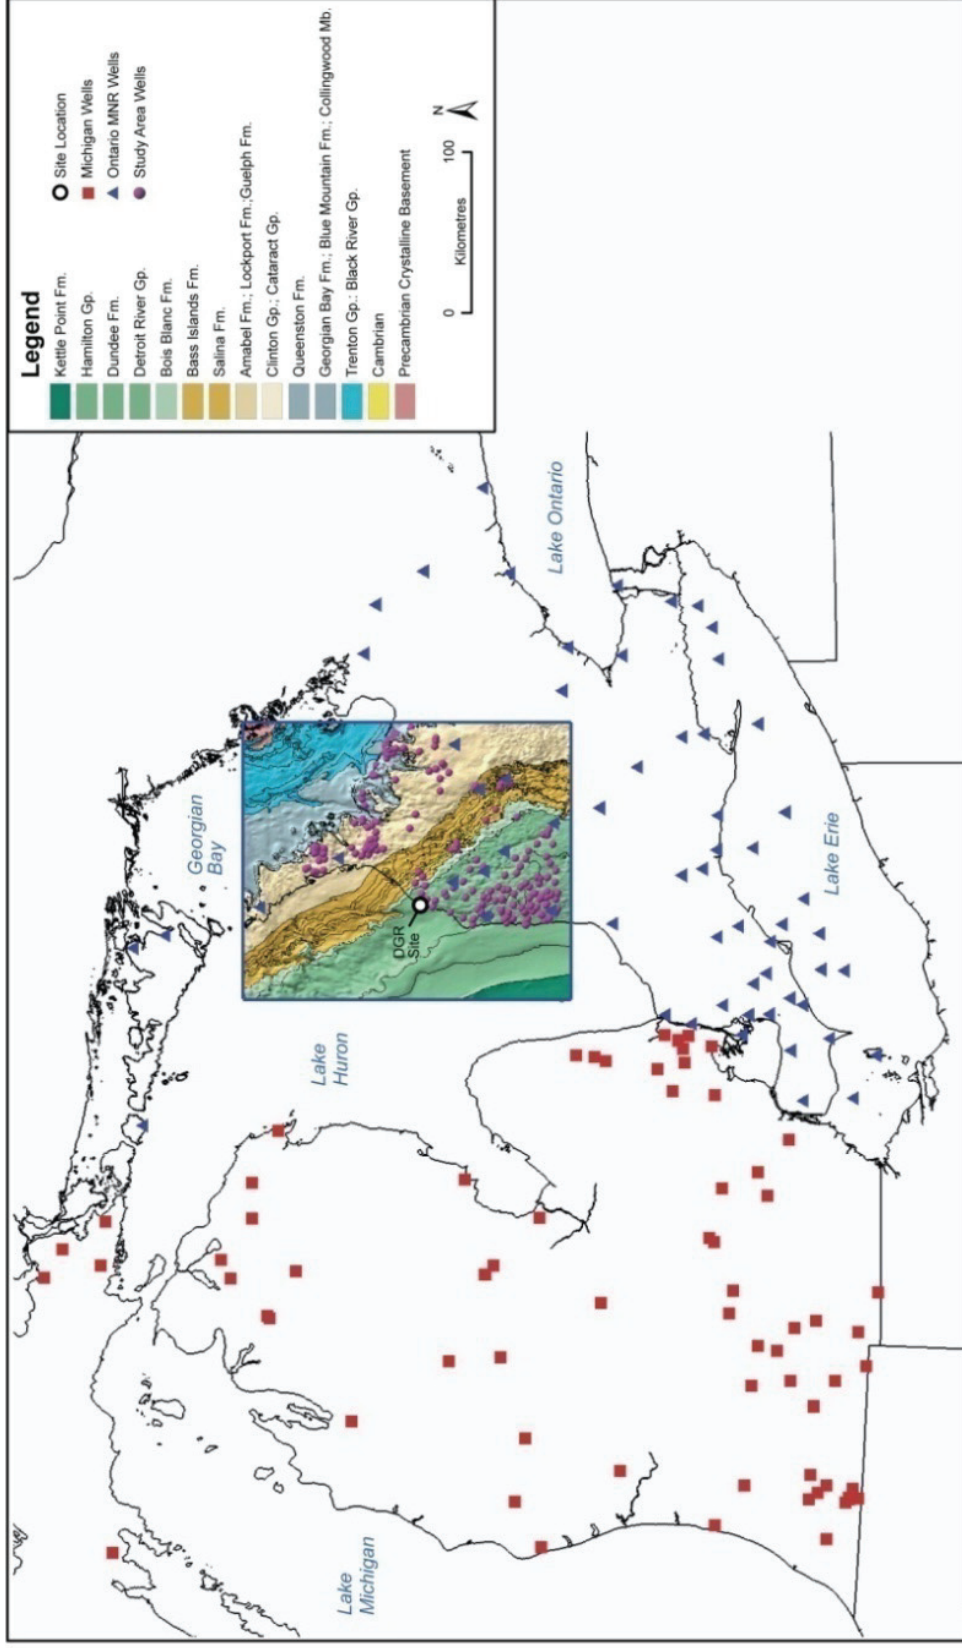 Legend
Kettle Point Fm.
Hamilton Gp.
Dundee Fm.
Detroit River Gp.
Bois Blanc Fm.
Bass Islands Fm.
Salina Fm.
Amabel Fm.; Lockport Fm.;Guelph Fm.
Clinton Gp.; Cataract Gp.
Queenston Fm.
Georgian Bay Fm.; Blue Mountain Fm.; Collingwood Mb.
Trenton Gp.; Black River Gp.
Cambrian
Precambrian Crystalline Basement
Site Location
Michigan Wells
Ontario MNR Wells
Study Area Wells
0
100
Kilometres
N
Georgian
Bay
Lake Ontario
Lake
Huron
DGR
Site
Lake Erie
Lake
Michigan